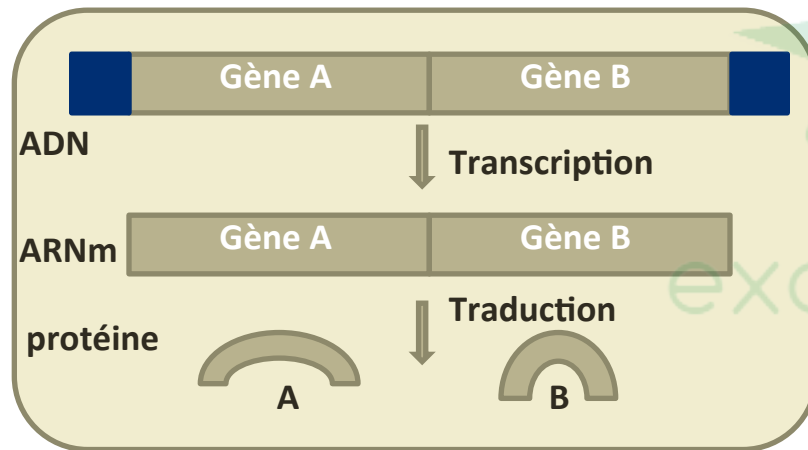 Gène A Gène B
ADN
Transcription
Gène A Gène B
ARNm
Traduction
protéine
A B